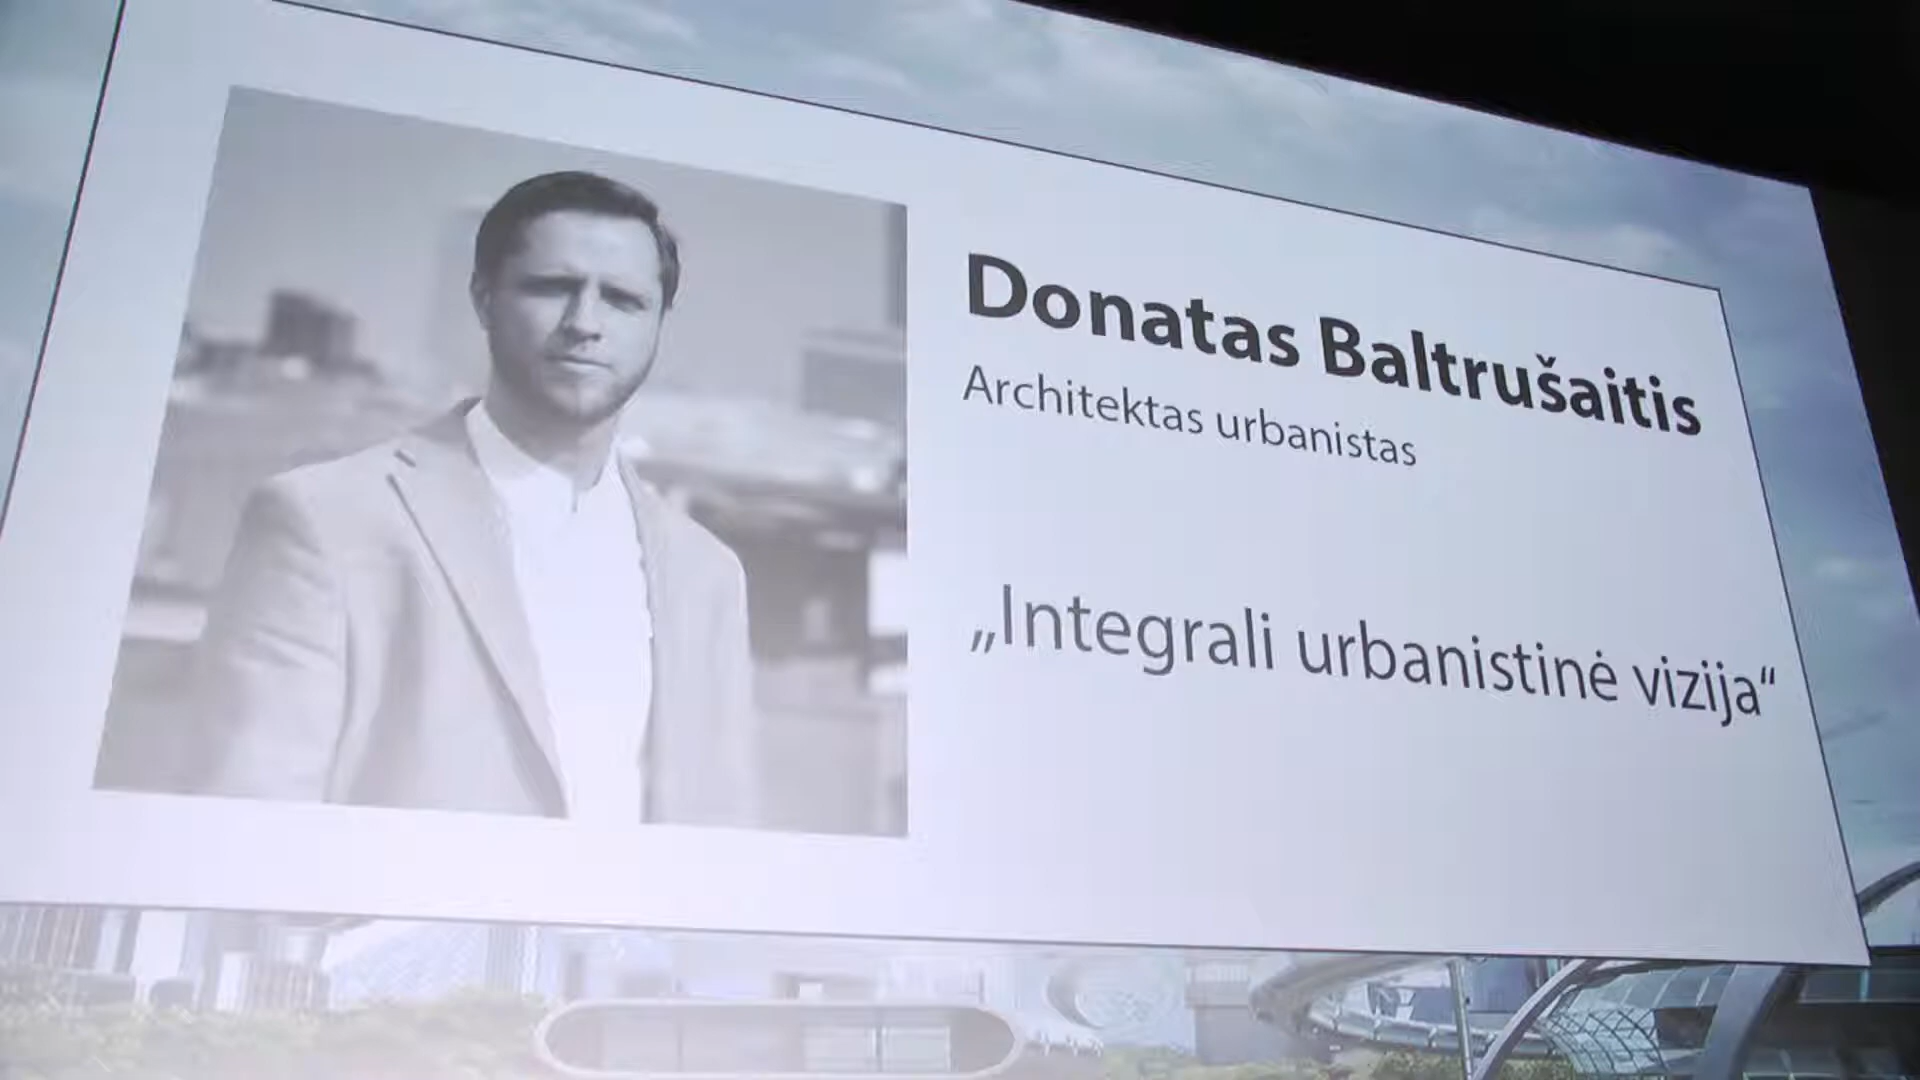 Donatas Baltrušaitis
Architektas urbanistas
„Integrali urbanistinė vizija“